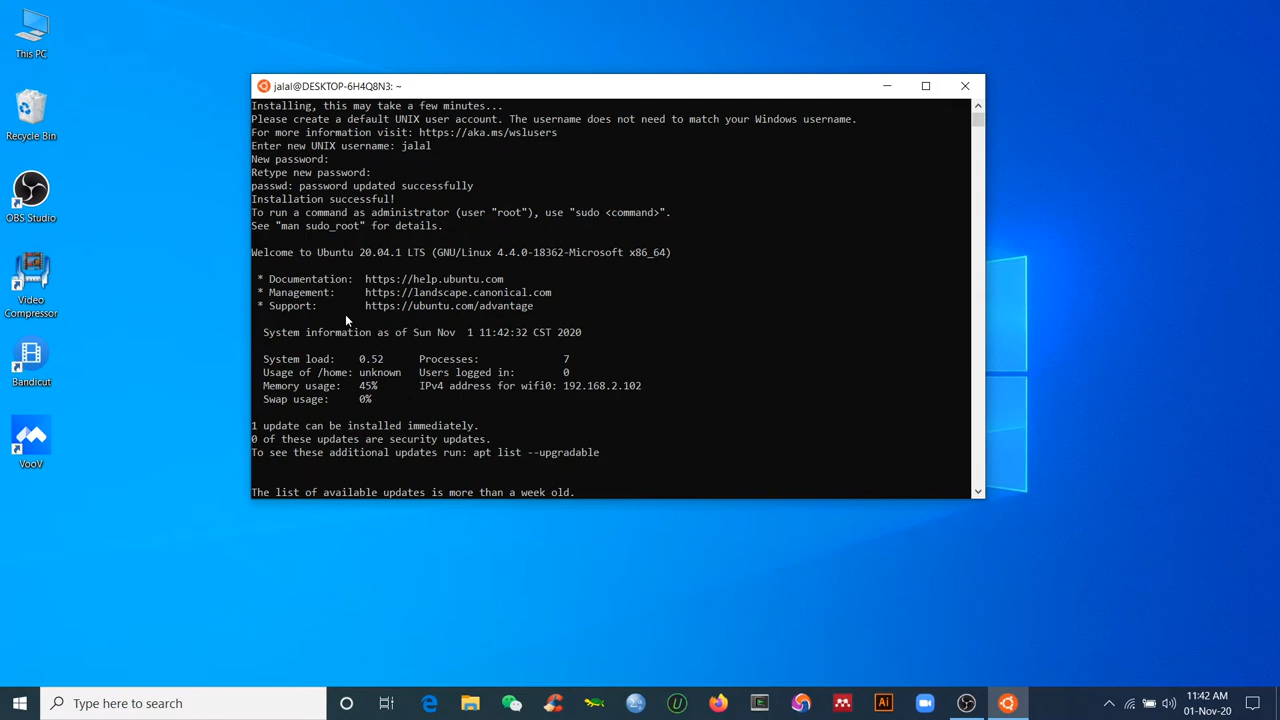 This PC
Recycle Bin
OBS Studio
Video
Compressor
Bandicut
VooV
jalal@DESKTOP-6H4Q8N3: ~
Installing, this may take a few minutes...
Please create a default UNIX user account. The username does not need to match your Windows username.
For more information visit: https://aka.ms/wslusers
Enter new UNIX username: jalal
New password:
Retype new password:
passwd: password updated successfully
Installation successful!
To run a command as administrator (user "root"), use "sudo <command>".
See "man sudo_root" for details.
Welcome to Ubuntu 20.04.1 LTS (GNU/Linux 4.4.0-18362-Microsoft x86_64)
* Documentation: https://help.ubuntu.com
* Management: https://landscape.canonical.com
* Support: https://ubuntu.com/advantage
System information as of Sun Nov 1 11:42:32 CST 2020
System load: 0.52 Processes: 7
Usage of /home: unknown Users logged in: 0
Memory usage: 45% IPv4 address for wifi0: 192.168.2.102
Swap usage: 0%
1 update can be installed immediately.
0 of these updates are security updates.
To see these additional updates run: apt list --upgradable
The list of available updates is more than a week old.
Type here to search
Ai
11:42 AM
01-Nov-20